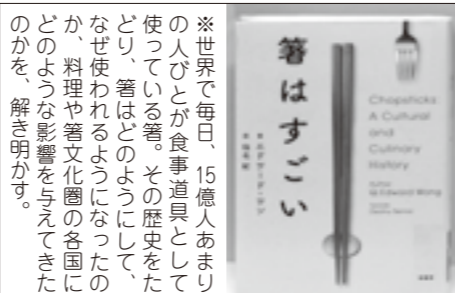 ※世界で毎日、15億人あまり
の人びとが食事道具として
使っている箸。その歴史をた
どり、箸はどのようにして、
なぜ使われるようになったの
か、料理や箸文化圏の各国に
どのような影響を与えてきた
のかを、解き明かす。
箸はすごい
Chopsticks
A Cultural
and
Culinary
History
Edward Wang